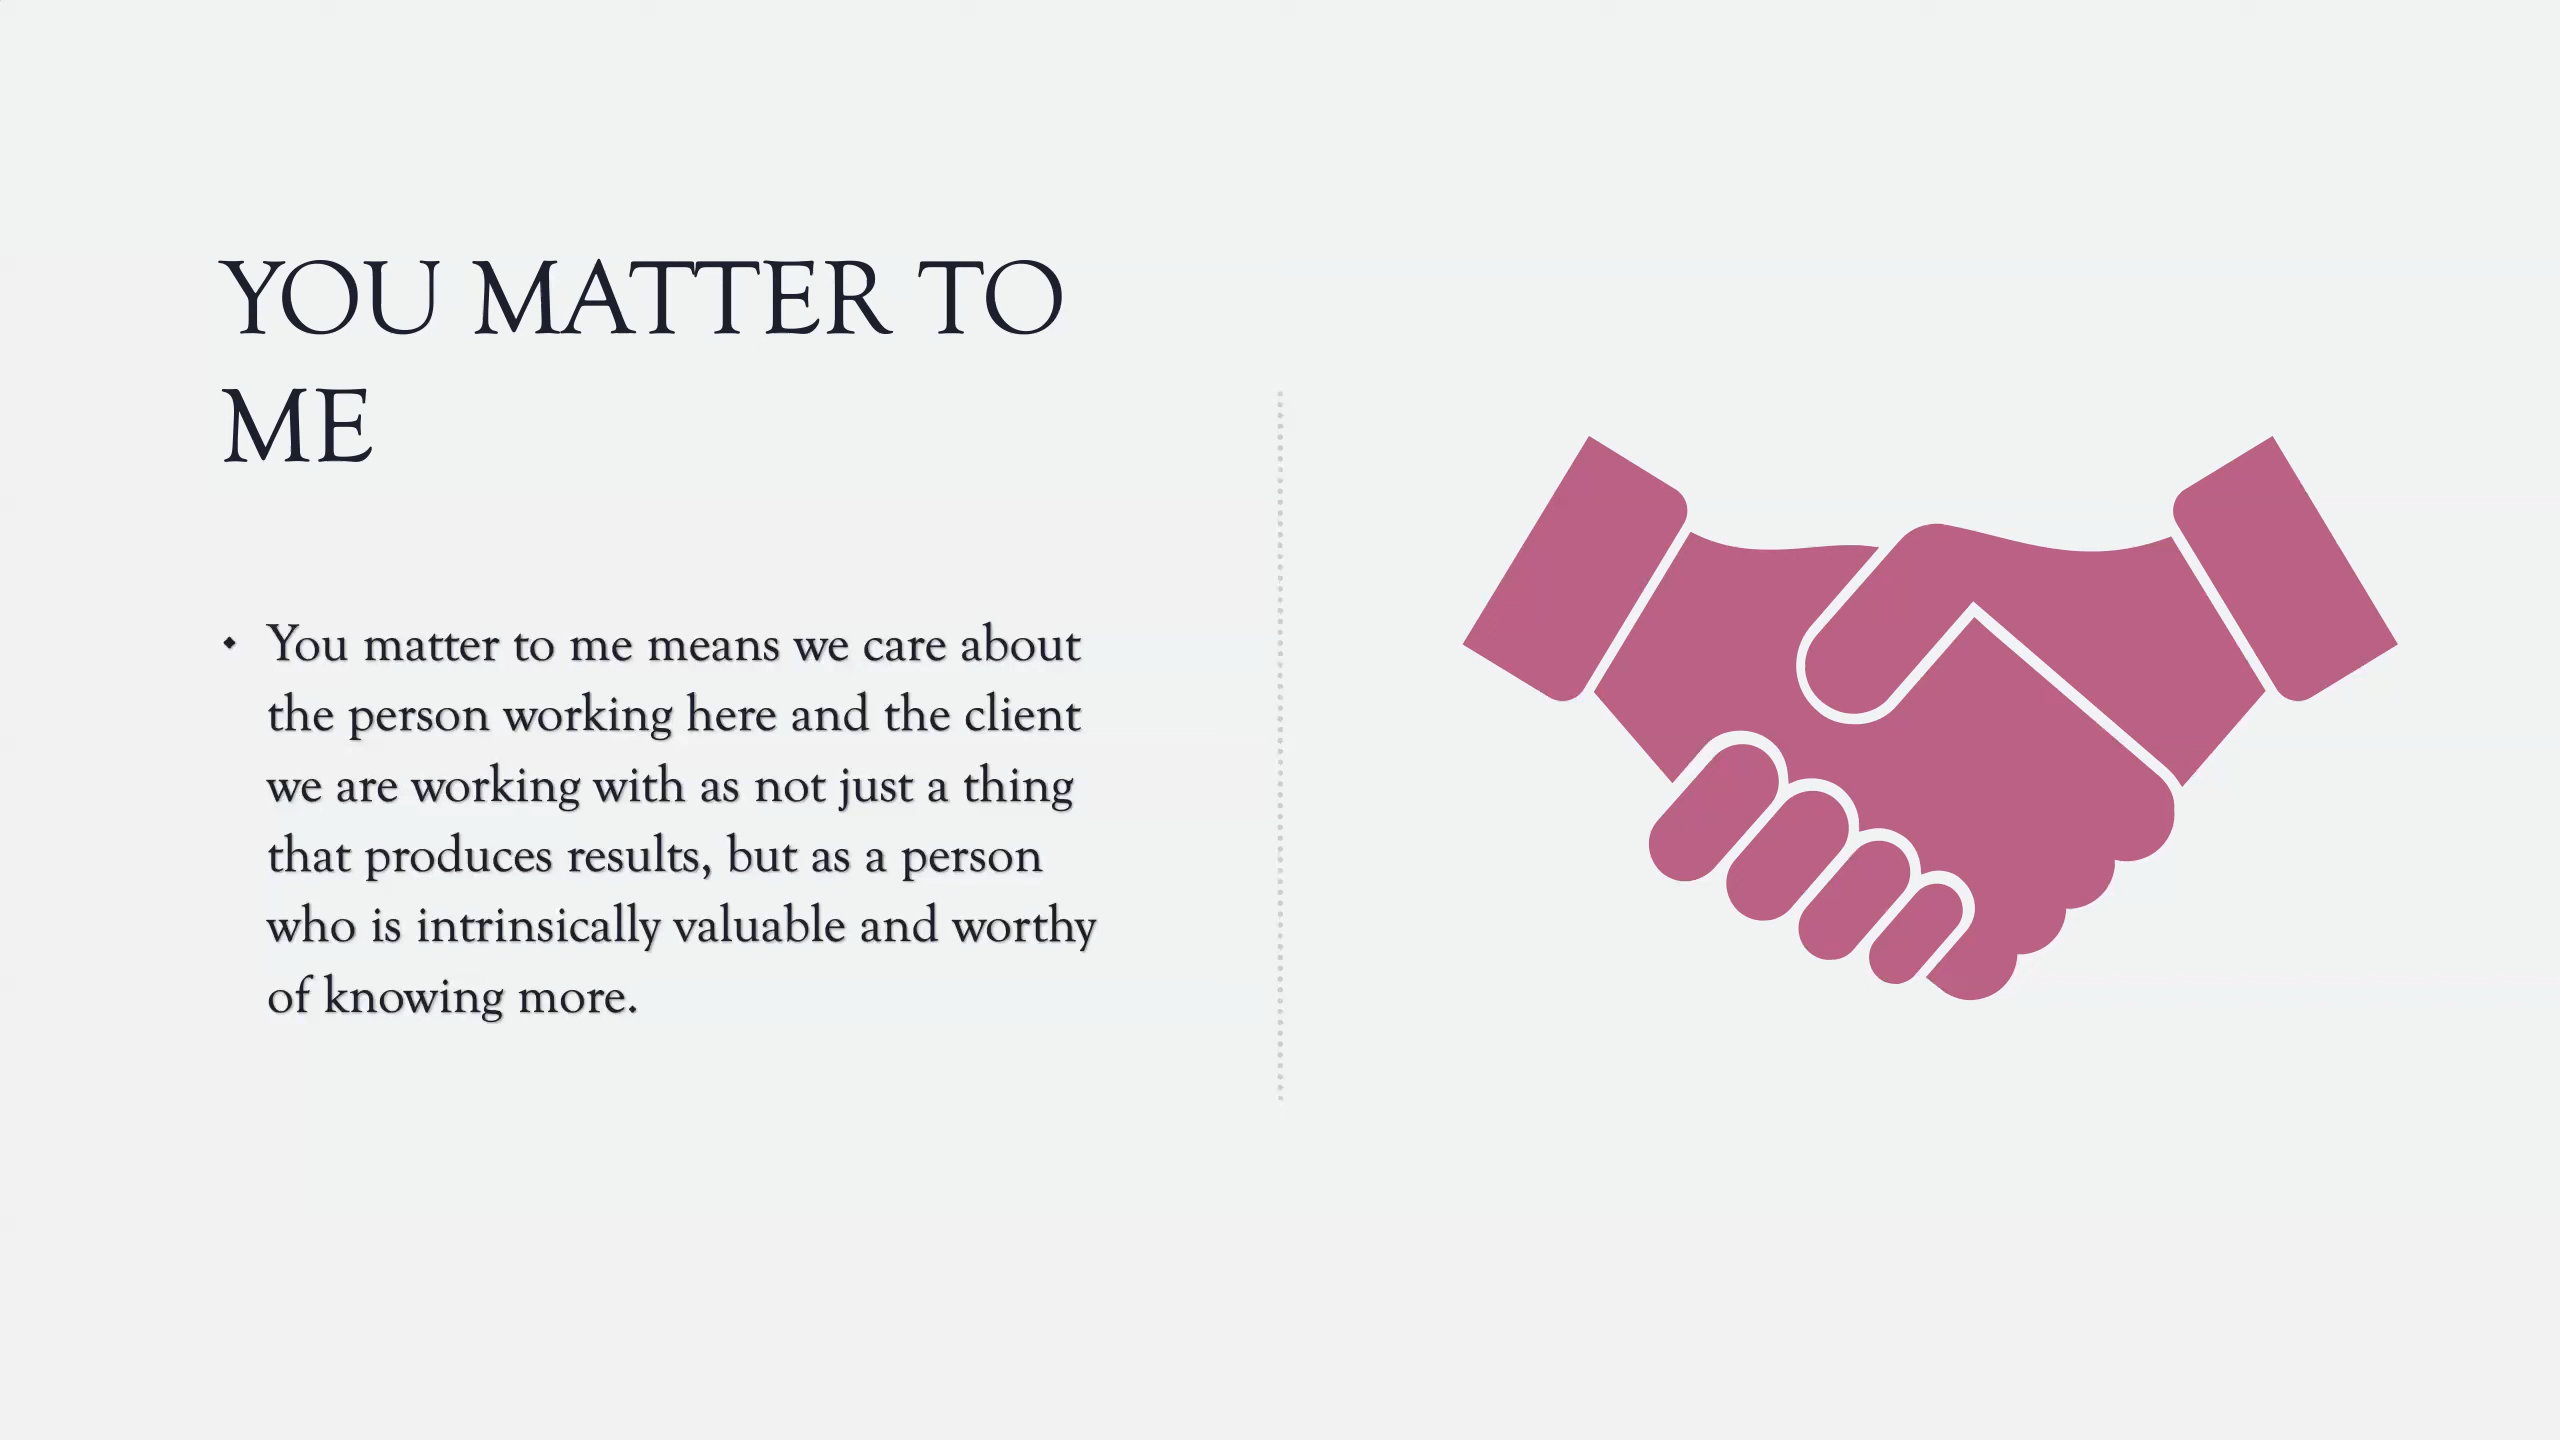 YOU MATTER TO
ME
• You matter to me means we care about
the person working here and the client
we are working with as not just a thing
that produces results, but as a person
who is intrinsically valuable and worthy
of knowing more.